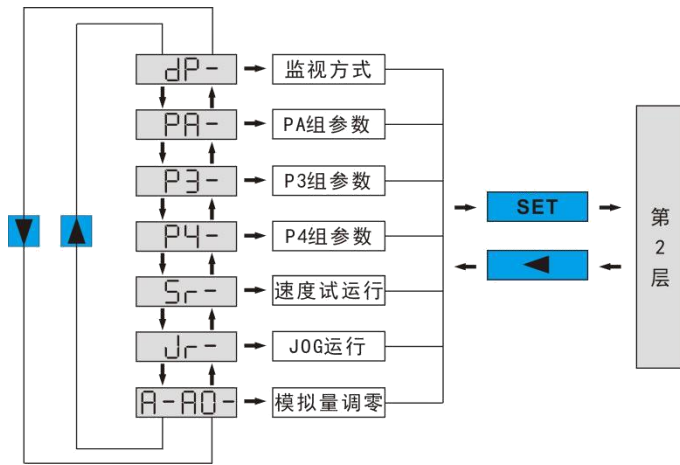 dP- 监视方式
PA- PA组参数
P3- P3组参数
P4- P4组参数
Sr- 速度试运行
Jr- JOG运行
A-A0- 模拟量调零
SET
第
2
层